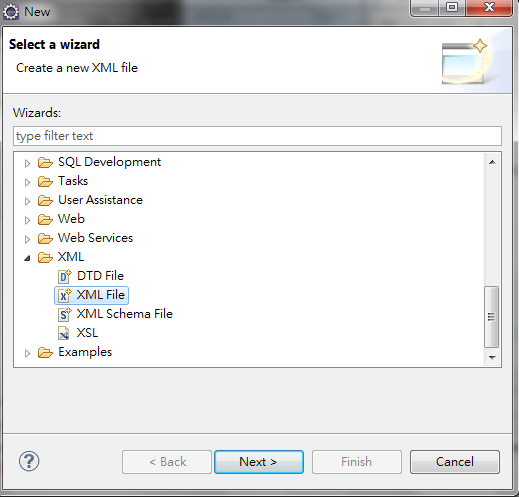 New
Select a wizard
Create a new XML file
Wizards:
type filter text
SQL Development
Tasks
User Assistance
Web
Web Services
XML
DTD File
XML File
XML Schema File
XSL
Examples
< Back
Next >
Finish
Cancel